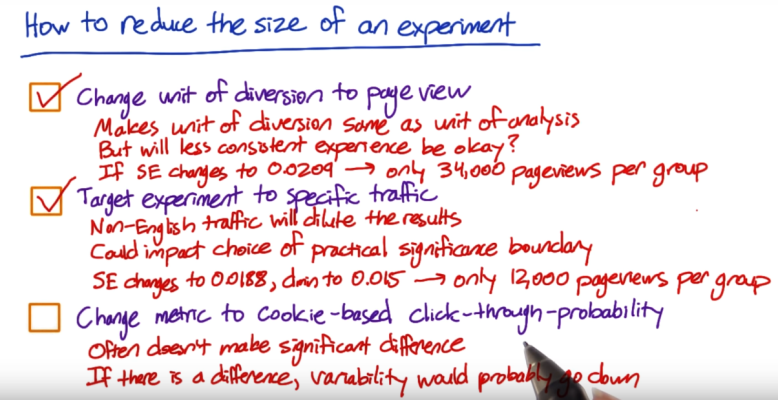 How to reduce the size of an experiment
Change unit of diversion to page view
Makes unit of diversion same as unit of analysis
But will less consistent experience be okay?
If SE changes to 0.0209 → only 34,000 pageviews per group
Target experiment to specific traffic
Non-English traffic will dilute the results
Could impact choice of practical significance boundary
SE changes to 0.0188, dmin to 0.015 → only 12,000 pageviews per group
Change metric to cookie-based click-through-probability
Often doesn't make significant difference
If there is a difference, variability would probably go down